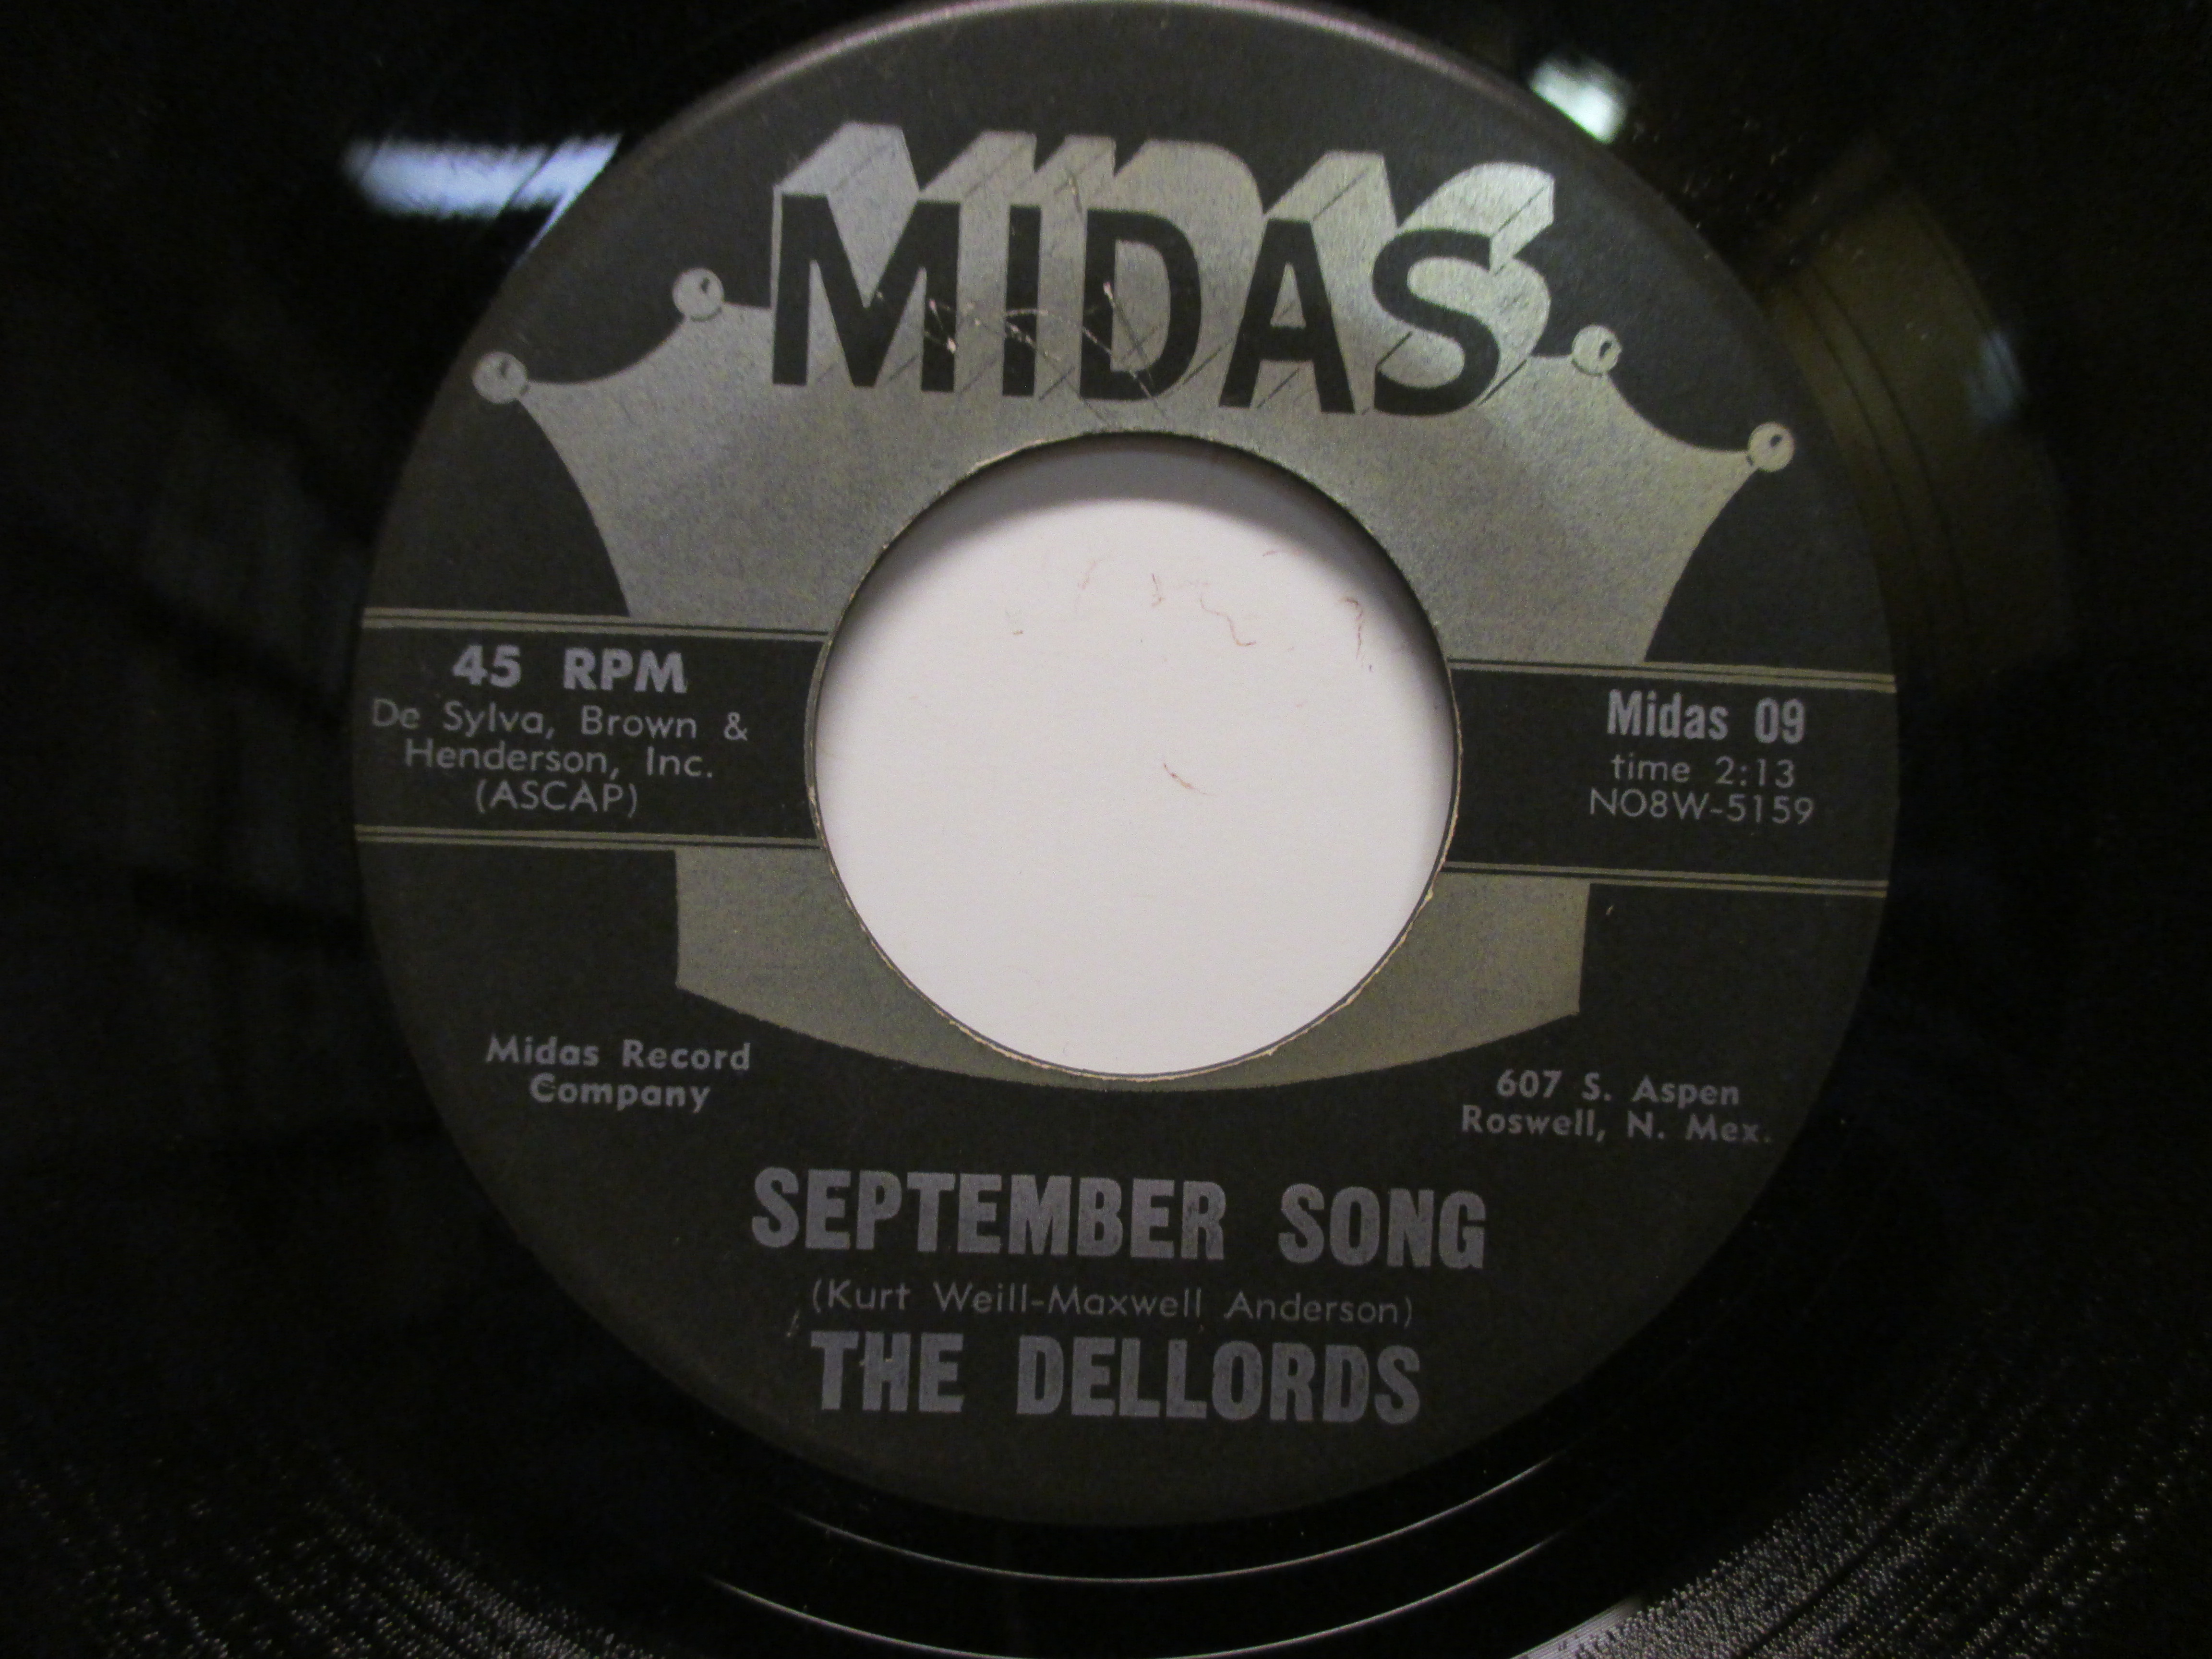 MIDAS
45 RPM
De Sylva, Brown &
Henderson, Inc.
(ASCAP)
Midas 09
time 2:13
NO8W-5159
Midas Record
Company
607 S. Aspen
Roswell, N. Mex.
SEPTEMBER SONG
(Kurt Weill-Maxwell Anderson)
THE DELLORDS